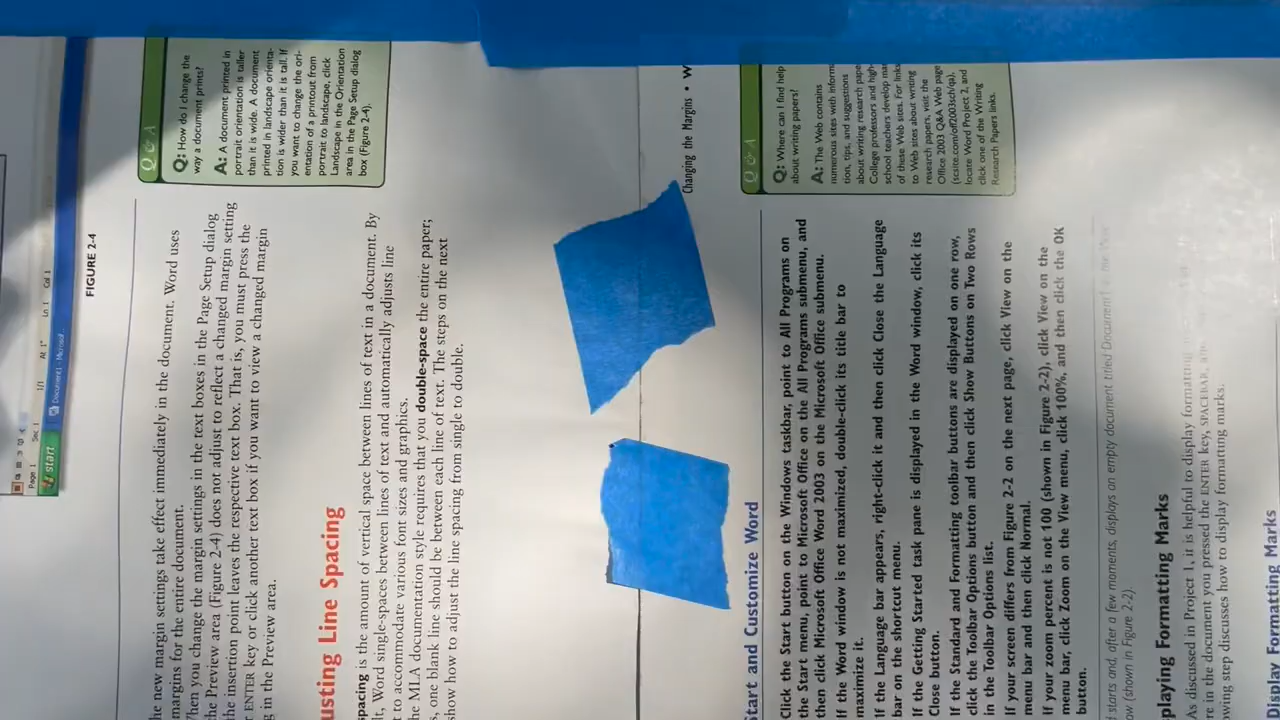 Page 1 Sec 1 1/1 At 1" Ln 1 Col 1
start Document1 - Microsof...
FIGURE 2-4
Q & A
Q: How do I change the
way a document prints?
A: A document printed in
portrait orientation is taller
than it is wide. A document
printed in landscape orienta-
tion is wider than it is tall. If
you want to change the ori-
entation of a printout from
portrait to landscape, click
Landscape in the Orientation
area in the Page Setup dialog
box (Figure 2-4).
new margin settings take effect immediately in the document. Word uses
margins for the entire document.
When you change the margin settings in the text boxes in the Page Setup dialog
the Preview area (Figure 2-4) does not adjust to reflect a changed margin setting
the insertion point leaves the respective text box. That is, you must press the
ENTER key or click another text box if you want to view a changed margin
in the Preview area.
usting Line Spacing
spacing is the amount of vertical space between lines of text in a document. By
Word single-spaces between lines of text and automatically adjusts line
to accommodate various font sizes and graphics.
MLA documentation style requires that you double-space the entire paper;
one blank line should be between each line of text. The steps on the next
show how to adjust the line spacing from single to double.
Changing the Margins • W
Q & A
Q: Where can I find help
about writing papers?
A: The Web contains
numerous sites with inform
tion, tips, and suggestions
about writing research pape
College professors and high-
school teachers develop ma
of these Web sites. For links
to Web sites about writing
research papers, visit the
Office 2003 Q&A Web page
(scsite.com/off2003sch/qa),
locate Word Project 2, and
click one of the Writing
Research Papers links.
Start and Customize Word
Click the Start button on the Windows taskbar, point to All Programs on
the Start menu, point to Microsoft Office on the All Programs submenu, and
then click Microsoft Office Word 2003 on the Microsoft Office submenu.
If the Word window is not maximized, double-click its title bar to
maximize it.
If the Language bar appears, right-click it and then click Close the Language
bar on the shortcut menu.
If the Getting Started task pane is displayed in the Word window, click its
Close button.
If the Standard and Formatting toolbar buttons are displayed on one row,
click the Toolbar Options button and then click Show Buttons on Two Rows
in the Toolbar Options list.
If your screen differs from Figure 2-2 on the next page, click View on the
menu bar and then click Normal.
If your zoom percent is not 100 (shown in Figure 2-2), click View on the
menu bar, click Zoom on the View menu, click 100%, and then click the OK
button.
starts and, after a few moments, displays an empty document titled Document1 in the Wor
(shown in Figure 2-2).
playing Formatting Marks
As discussed in Project 1, it is helpful to display formatting
in the document you pressed the ENTER key, SPACEBAR,
wing step discusses how to display formatting marks.
Display Formatting Marks